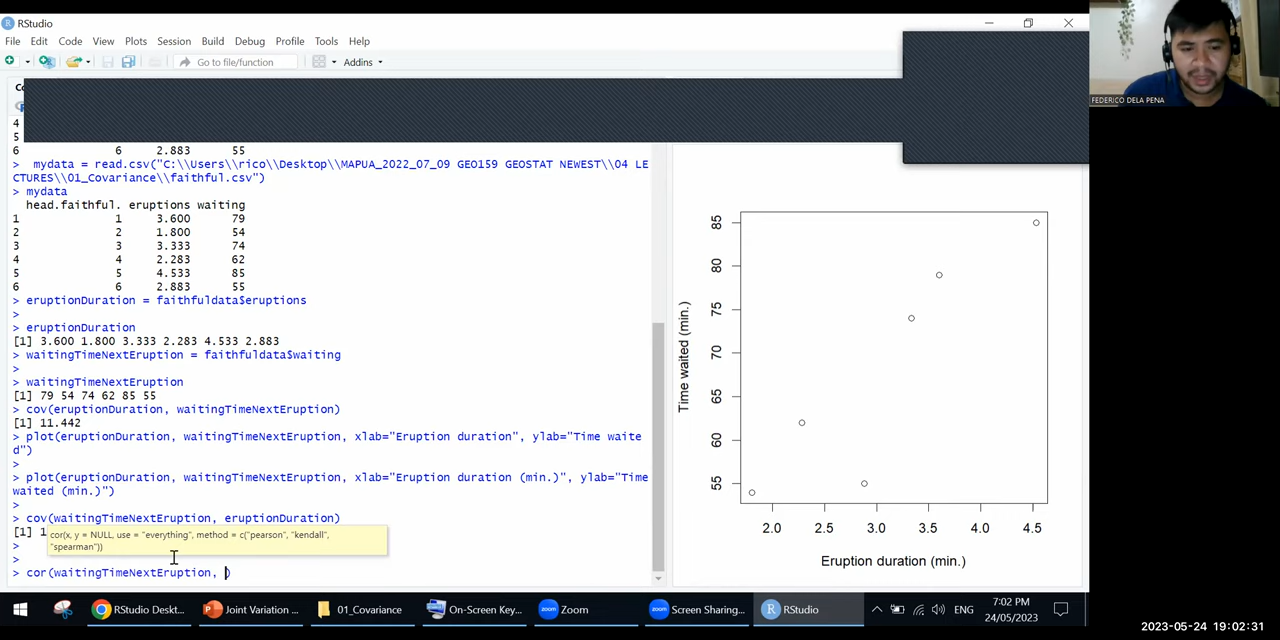 RStudio
File Edit Code View Plots Session Build Debug Profile Tools Help
Go to file/function Addins
4
5
6 6 2.883 55
> mydata = read.csv("C:\\Users\\rico\\Desktop\\MAPUA_2022_07_09 GEO159 GEOSTAT NEWEST\\04 LE
CTURES\\01_Covariance\\faithful.csv")
> mydata
head.faithful. eruptions waiting
1 1 3.600 79
2 2 1.800 54
3 3 3.333 74
4 4 2.283 62
5 5 4.533 85
6 6 2.883 55
> eruptionDuration = faithfuldata$eruptions
>
> eruptionDuration
[1] 3.600 1.800 3.333 2.283 4.533 2.883
> waitingTimeNextEruption = faithfuldata$waiting
>
> waitingTimeNextEruption
[1] 79 54 74 62 85 55
> cov(eruptionDuration, waitingTimeNextEruption)
[1] 11.442
> plot(eruptionDuration, waitingTimeNextEruption, xlab="Eruption duration", ylab="Time waite
d")
>
> plot(eruptionDuration, waitingTimeNextEruption, xlab="Eruption duration (min.)", ylab="Time
waited (min.)")
>
> cov(waitingTimeNextEruption, eruptionDuration)
[1] 1
cor(x, y = NULL, use = "everything", method = c("pearson", "kendall",
"spearman"))
>
>
> cor(waitingTimeNextEruption, )
Time waited (min.)
85
80
75
70
65
60
55
2.0 2.5 3.0 3.5 4.0 4.5
Eruption duration (min.)
FEDERICO DELA PENA
RStudio Deskt... Joint Variation ... 01_Covariance On-Screen Key... Zoom Screen Sharing... RStudio ENG
7:02 PM
24/05/2023
2023-05-24 19:02:31